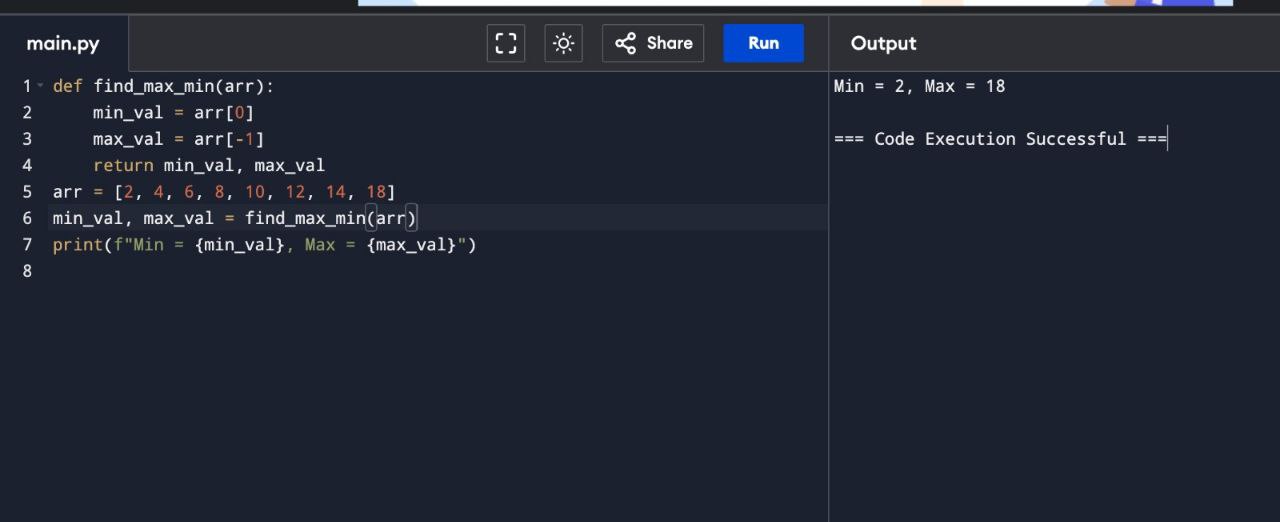 main.py
Share
Run
Output
1 def find_max_min(arr):
2     min_val = arr[0]
3     max_val = arr[-1]
4     return min_val, max_val
5 arr = [2, 4, 6, 8, 10, 12, 14, 18]
6 min_val, max_val = find_max_min(arr)
7 print(f"Min = {min_val}, Max = {max_val}")
8
Min = 2, Max = 18
=== Code Execution Successful ===